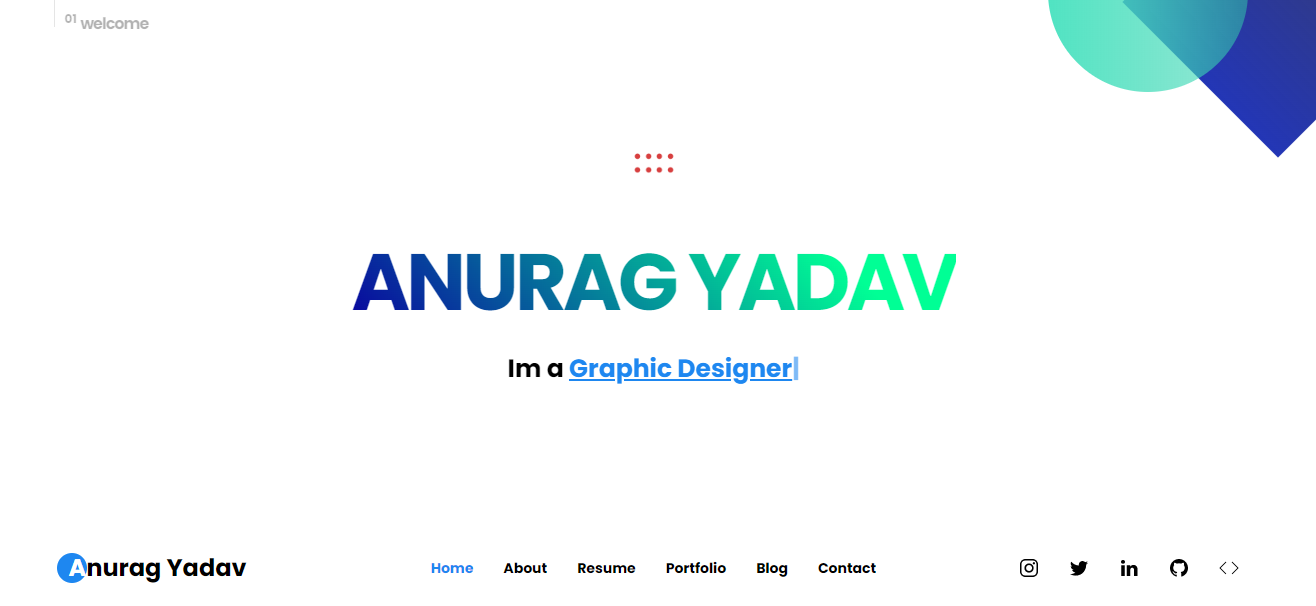 01 welcome
ANURAG YADAV
Im a Graphic Designer|
Anurag Yadav
Home About Resume Portfolio Blog Contact